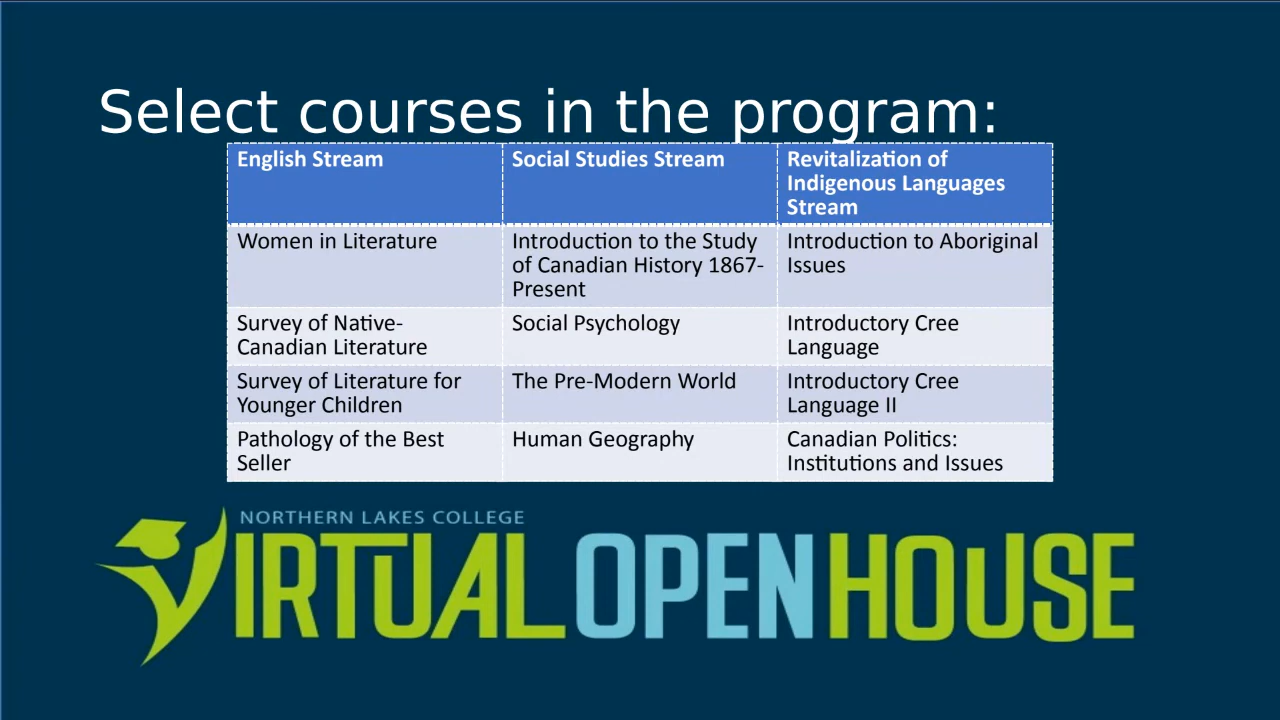 Select courses in the program:
English Stream
Social Studies Stream
Revitalization of
Indigenous Languages
Stream
Women in Literature
Introduction to the Study
of Canadian History 1867-
Present
Introduction to Aboriginal
Issues
Survey of Native-
Canadian Literature
Social Psychology
Introductory Cree
Language
Survey of Literature for
Younger Children
The Pre-Modern World
Introductory Cree
Language II
Pathology of the Best
Seller
Human Geography
Canadian Politics:
Institutions and Issues
NORTHERN LAKES COLLEGE
VIRTUAL OPEN HOUSE